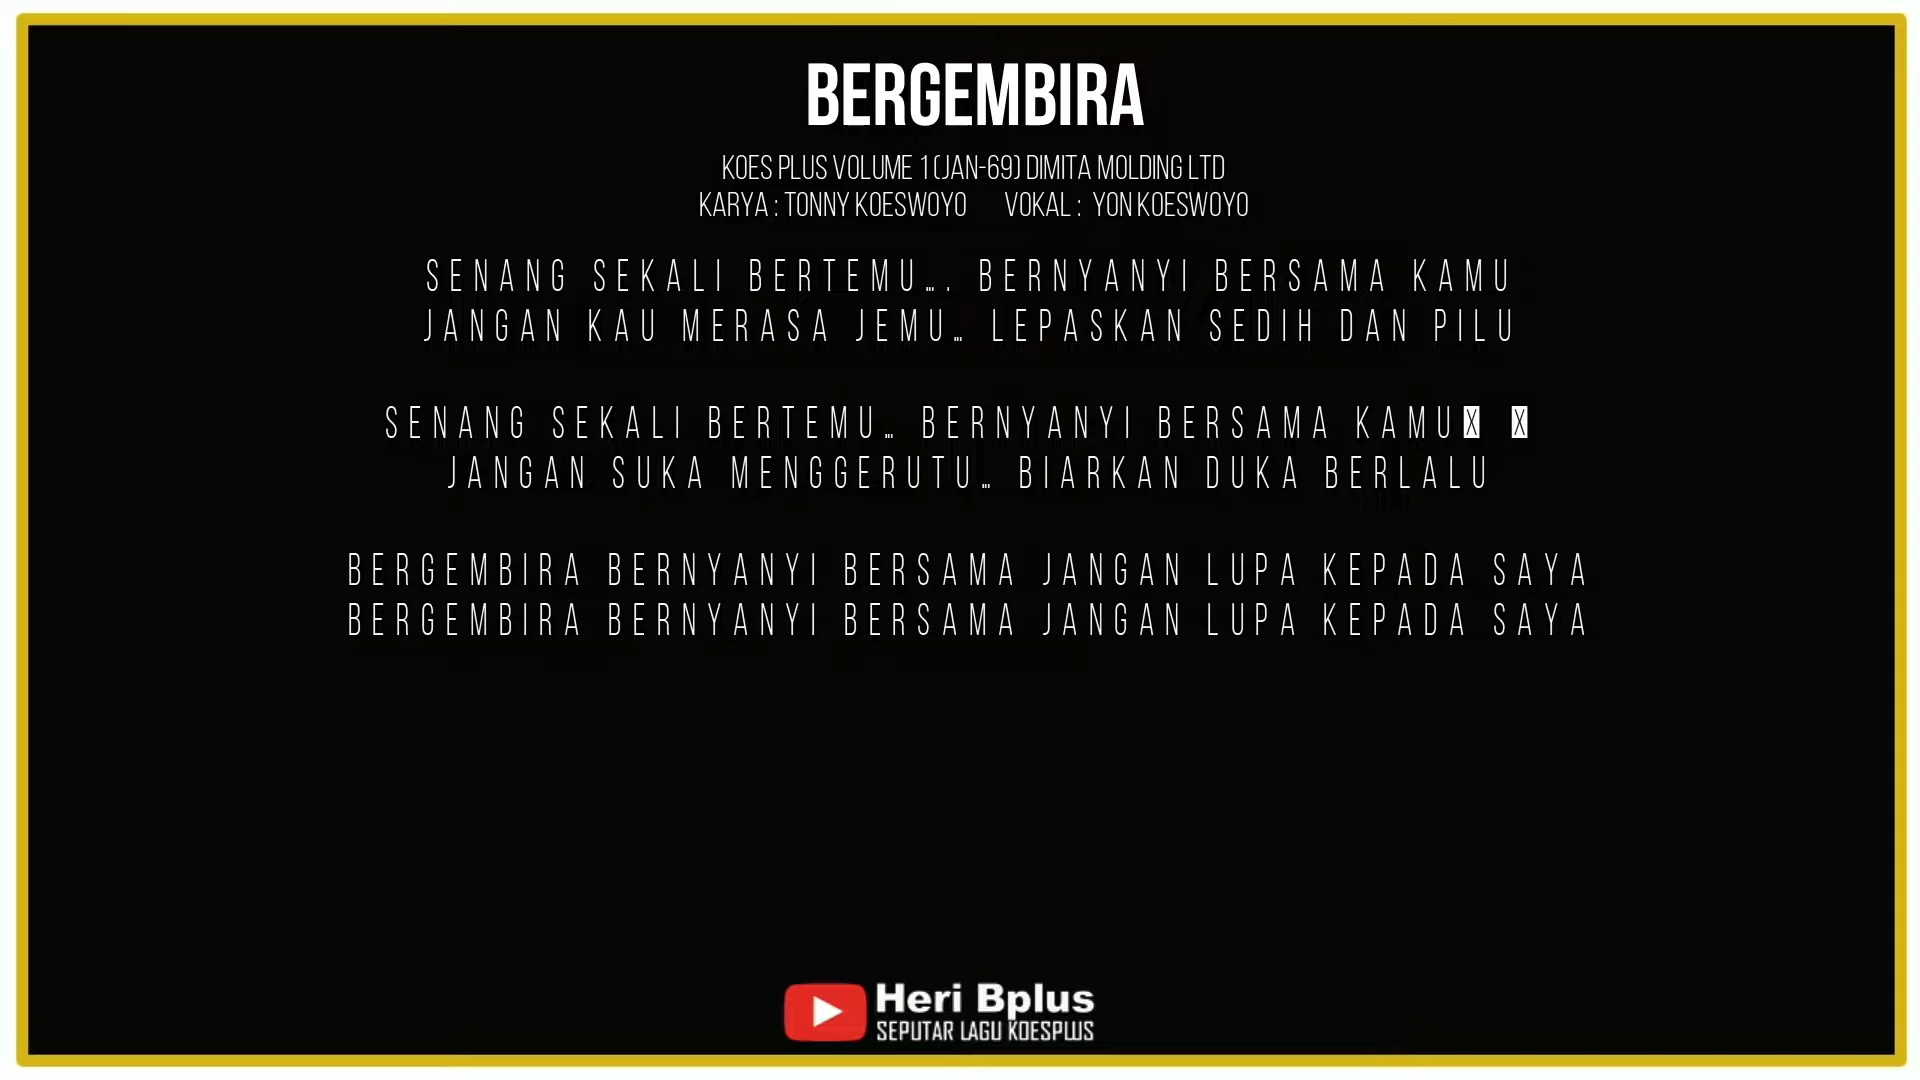 BERGEMBIRA
KOES PLUS VOLUME 1 (JAN-69) DIMITA MOLDING LTD
KARYA : TONNY KOESWOYO VOKAL : YON KOESWOYO
SENANG SEKALI BERTEMU…. BERNYANYI BERSAMA KAMU
JANGAN KAU MERASA JEMU… LEPASKAN SEDIH DAN PILU
SENANG SEKALI BERTEMU… BERNYANYI BERSAMA KAMU
JANGAN SUKA MENGGERUTU… BIARKAN DUKA BERLALU
BERGEMBIRA BERNYANYI BERSAMA JANGAN LUPA KEPADA SAYA
BERGEMBIRA BERNYANYI BERSAMA JANGAN LUPA KEPADA SAYA
Heri Bplus
SEPUTAR LAGU KOESPLUS